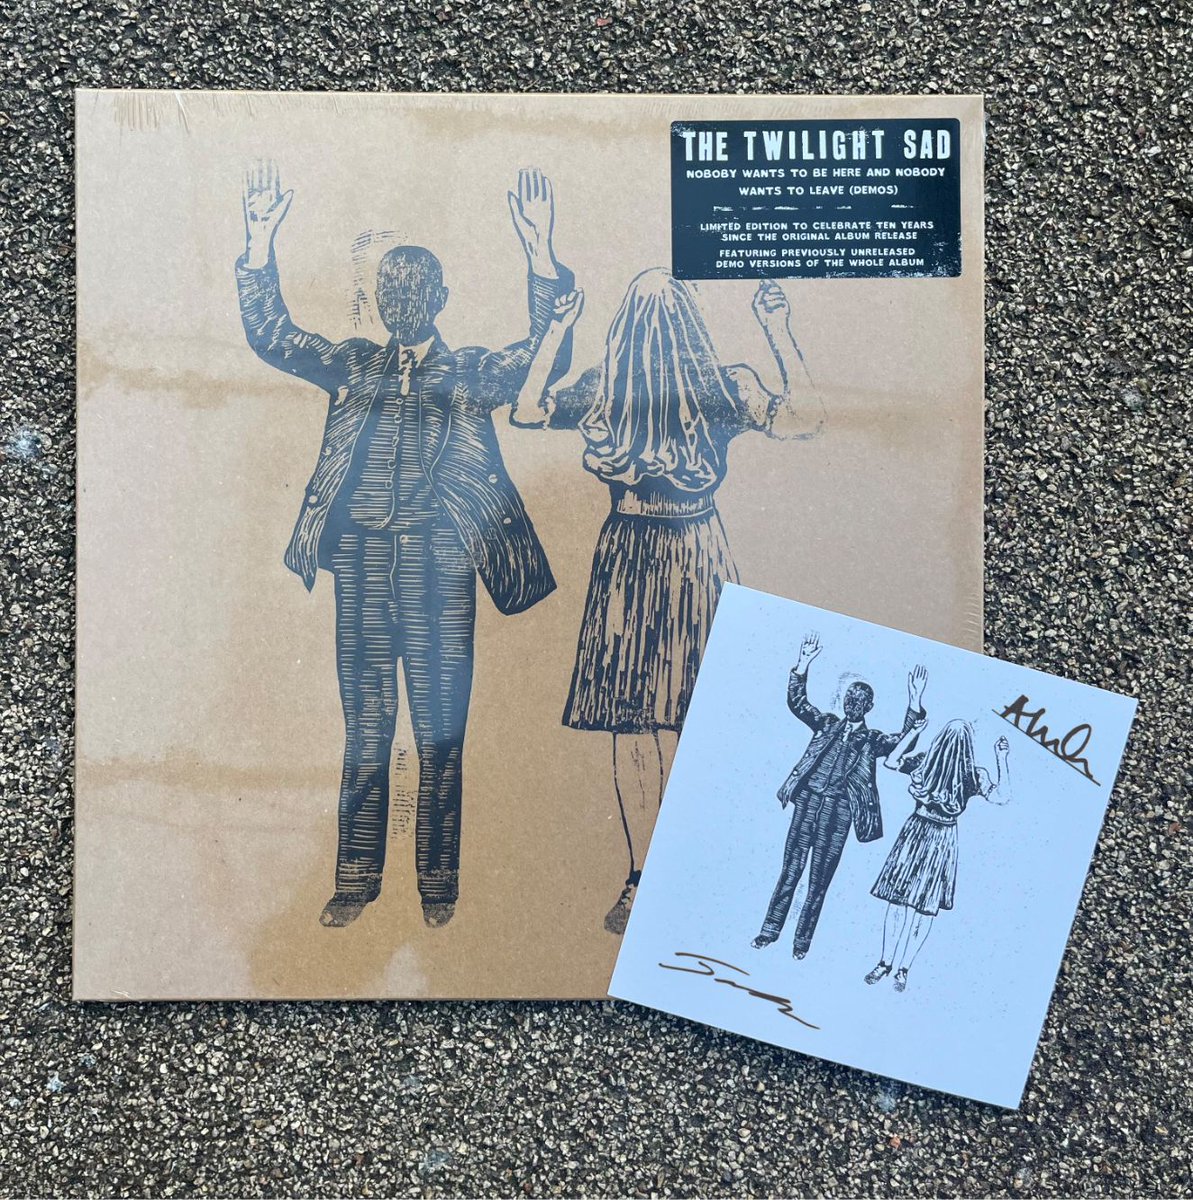 THE TWILIGHT SAD
NOBOBY WANTS TO BE HERE AND NOBODY
WANTS TO LEAVE (DEMOS)
LIMITED EDITION TO CELEBRATE TEN YEARS
SINCE THE ORIGINAL ALBUM RELEASE
FEATURING PREVIOUSLY UNRELEASED
DEMO VERSIONS OF THE WHOLE ALBUM